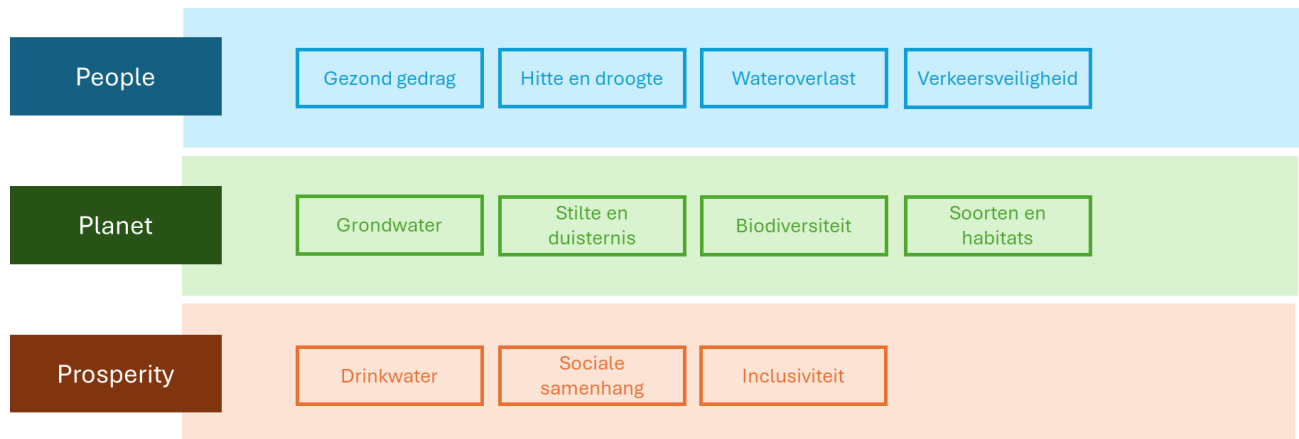 People
Gezond gedrag
Hitte en droogte
Wateroverlast
Verkeersveiligheid
Planet
Grondwater
Stilte en
duisternis
Biodiversiteit
Soorten en
habitats
Prosperity
Drinkwater
Sociale
samenhang
Inclusiviteit